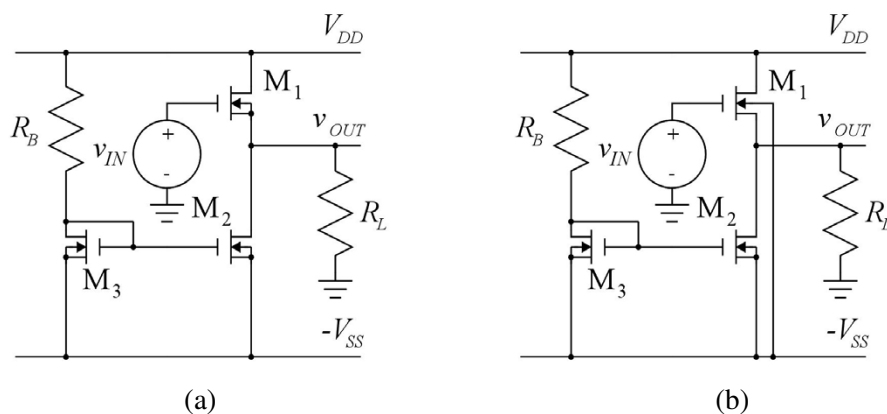 V_DD
M_1
R_B
v_IN
+
-
v_OUT
M_2
R_L
M_3
-V_SS
(a)
V_DD
M_1
R_B
v_IN
+
-
v_OUT
M_2
R_L
M_3
-V_SS
(b)